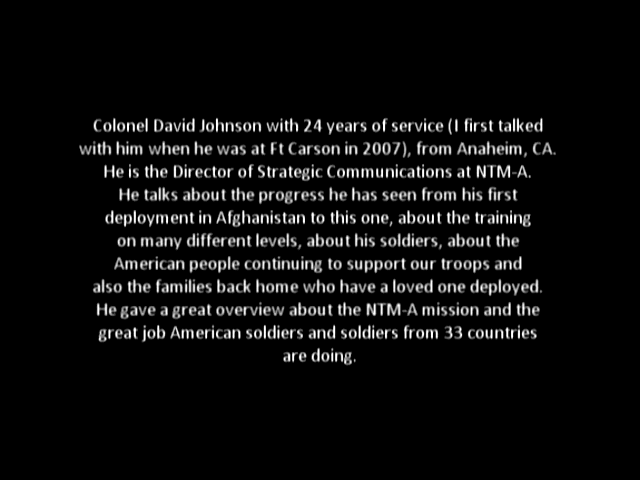 Colonel David Johnson with 24 years of service (I first talked
with him when he was at Ft Carson in 2007), from Anaheim, CA.
He is the Director of Strategic Communications at NTM-A.
He talks about the progress he has seen from his first
deployment in Afghanistan to this one, about the training
on many different levels, about his soldiers, about the
American people continuing to support our troops and
also the families back home who have a loved one deployed.
He gave a great overview about the NTM-A mission and the
great job American soldiers and soldiers from 33 countries
are doing.